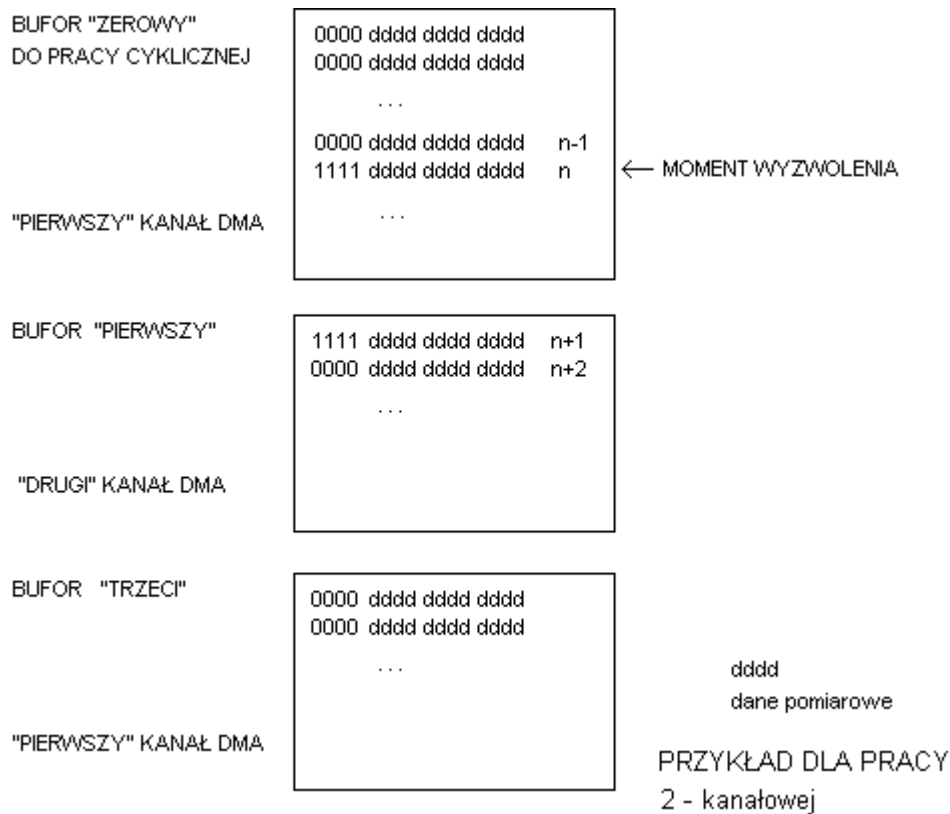 BUFOR "ZEROWY"
DO PRACY CYKLICZNEJ
0000 dddd dddd dddd
0000 dddd dddd dddd
...
0000 dddd dddd dddd n-1
1111 dddd dddd dddd n
← MOMENT WYZWOLENIA
...
"PIERWSZY" KANAŁ DMA
BUFOR "PIERWSZY"
1111 dddd dddd dddd n+1
0000 dddd dddd dddd n+2
...
"DRUGI" KANAŁ DMA
BUFOR "TRZECI"
0000 dddd dddd dddd
0000 dddd dddd dddd
...
"PIERWSZY" KANAŁ DMA
dddd
dane pomiarowe
PRZYKŁAD DLA PRACY
2 - kanałowej